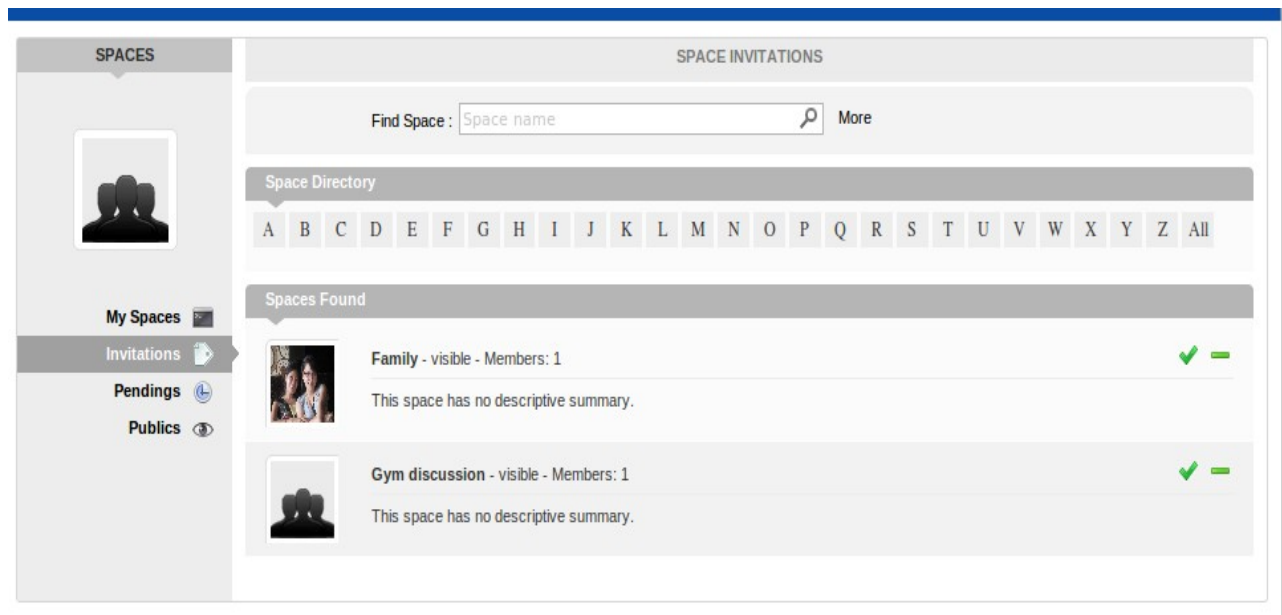 SPACES
My Spaces
Invitations
Pendings
Publics
SPACE INVITATIONS
Find Space : Space name More
Space Directory
A B C D E F G H I J K L M N O P Q R S T U V W X Y Z All
Spaces Found
Family - visible - Members: 1
This space has no descriptive summary.
Gym discussion - visible - Members: 1
This space has no descriptive summary.